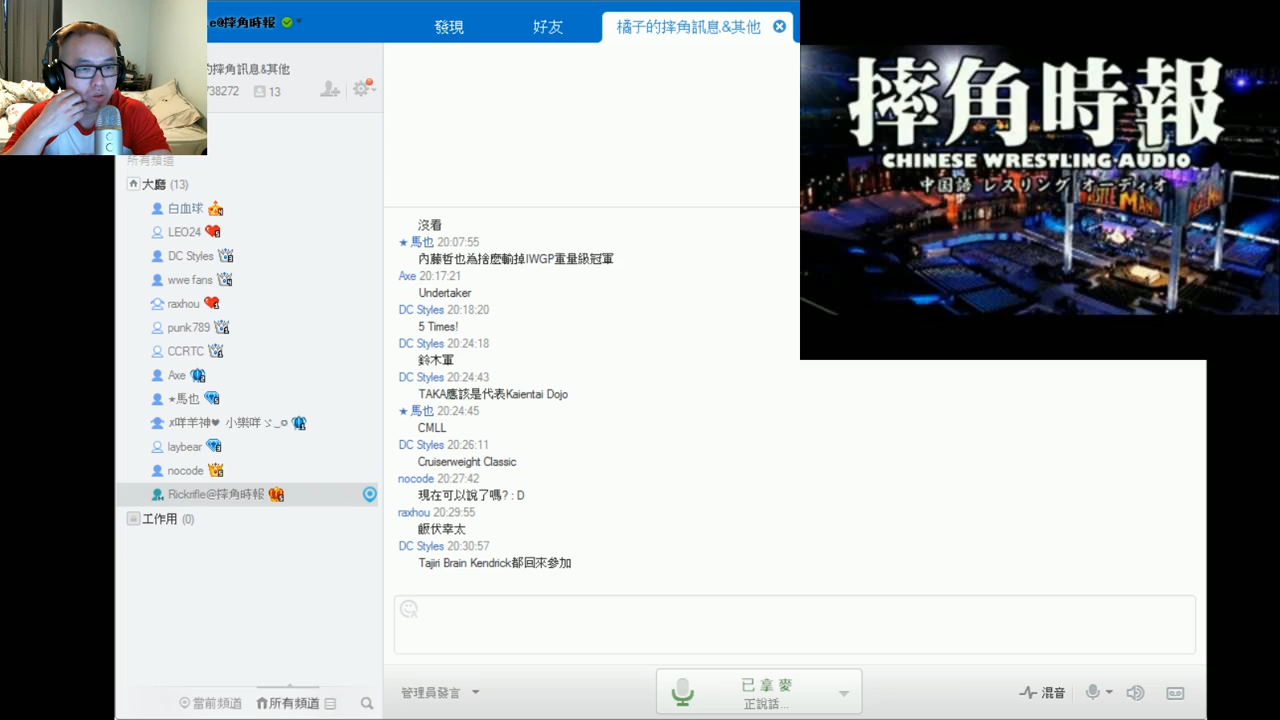 e@摔角時報
發現
好友
橘子的摔角訊息&其他
的摔角訊息&其他
738272
13
所有頻道
大廳 (13)
白血球
LEO24
DC Styles
wwe fans
raxhou
punk789
CCRTC
Axe
★馬也
x咩羊神♥ 小樂咩
laybear
nocode
Rickrifle@摔角時報
工作用 (0)
當前頻道
所有頻道
沒看
★ 馬也 20:07:55
內藤哲也為捨麼輸掉IWGP重量級冠軍
Axe 20:17:21
Undertaker
DC Styles 20:18:20
5 Times!
DC Styles 20:24:18
鈴木軍
DC Styles 20:24:43
TAKA應該是代表Kaientai Dojo
★ 馬也 20:24:45
CMLL
DC Styles 20:26:11
Cruiserweight Classic
nocode 20:27:42
現在可以說了嗎? : D
raxhou 20:29:55
飯伏幸太
DC Styles 20:30:57
Tajiri Brain Kendrick都回來參加
管理員發言
已拿麥
正說話...
混音
摔角時報
CHINESE WRESTLING AUDIO
中国語 レスリング オーディオ